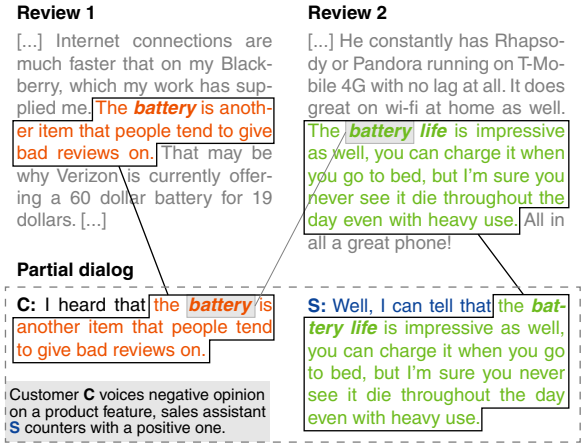 Review 1
[...] Internet connections are
much faster that on my Black-
berry, which my work has sup-
plied me. The battery is anoth-
er item that people tend to give
bad reviews on. That may be
why Verizon is currently offer-
ing a 60 dollar battery for 19
dollars. [...]
Review 2
[...] He constantly has Rhapso-
dy or Pandora running on T-Mo-
bile 4G with no lag at all. It does
great on wi-fi at home as well.
The battery life is impressive
as well, you can charge it when
you go to bed, but I'm sure you
never see it die throughout the
day even with heavy use. All in
all a great phone!
Partial dialog
C: I heard that the battery is
another item that people tend
to give bad reviews on.
S: Well, I can tell that the bat-
tery life is impressive as well,
you can charge it when you go
to bed, but I'm sure you never
see it die throughout the day
even with heavy use.
Customer C voices negative opinion
on a product feature, sales assistant
S counters with a positive one.